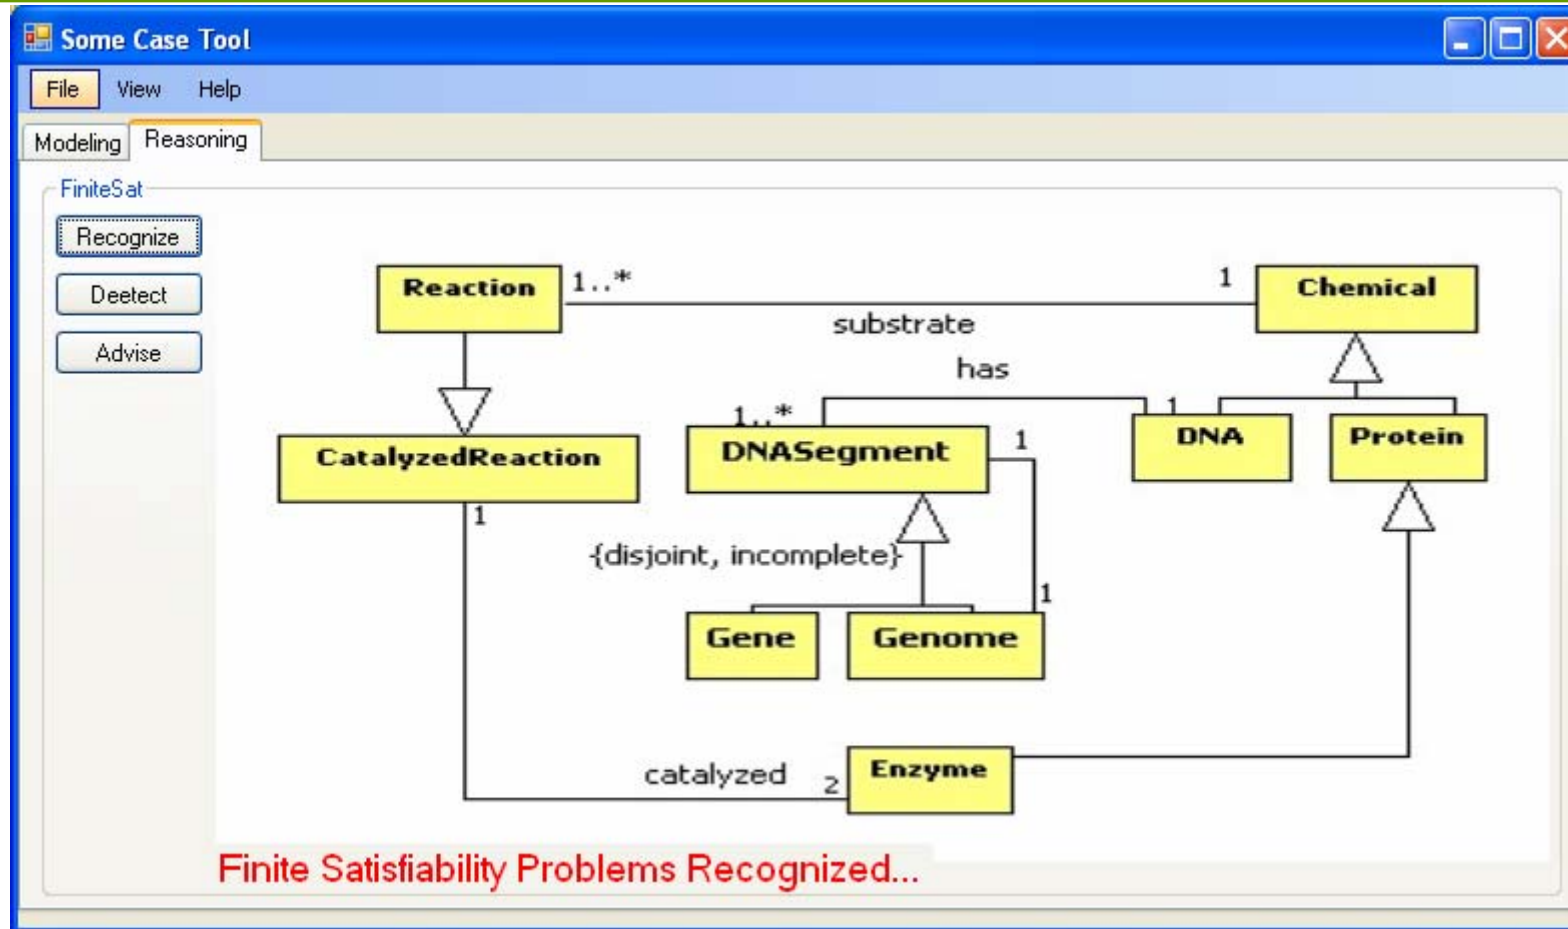 Some Case Tool
File View Help
Modeling Reasoning
FiniteSat
Recognize
Deetect
Advise
Reaction 1..* 1 Chemical
substrate
has
1..* 1
CatalyzedReaction DNASegment 1 DNA Protein
1
{disjoint, incomplete}
1
Gene Genome
catalyzed 2 Enzyme
Finite Satisfiability Problems Recognized...